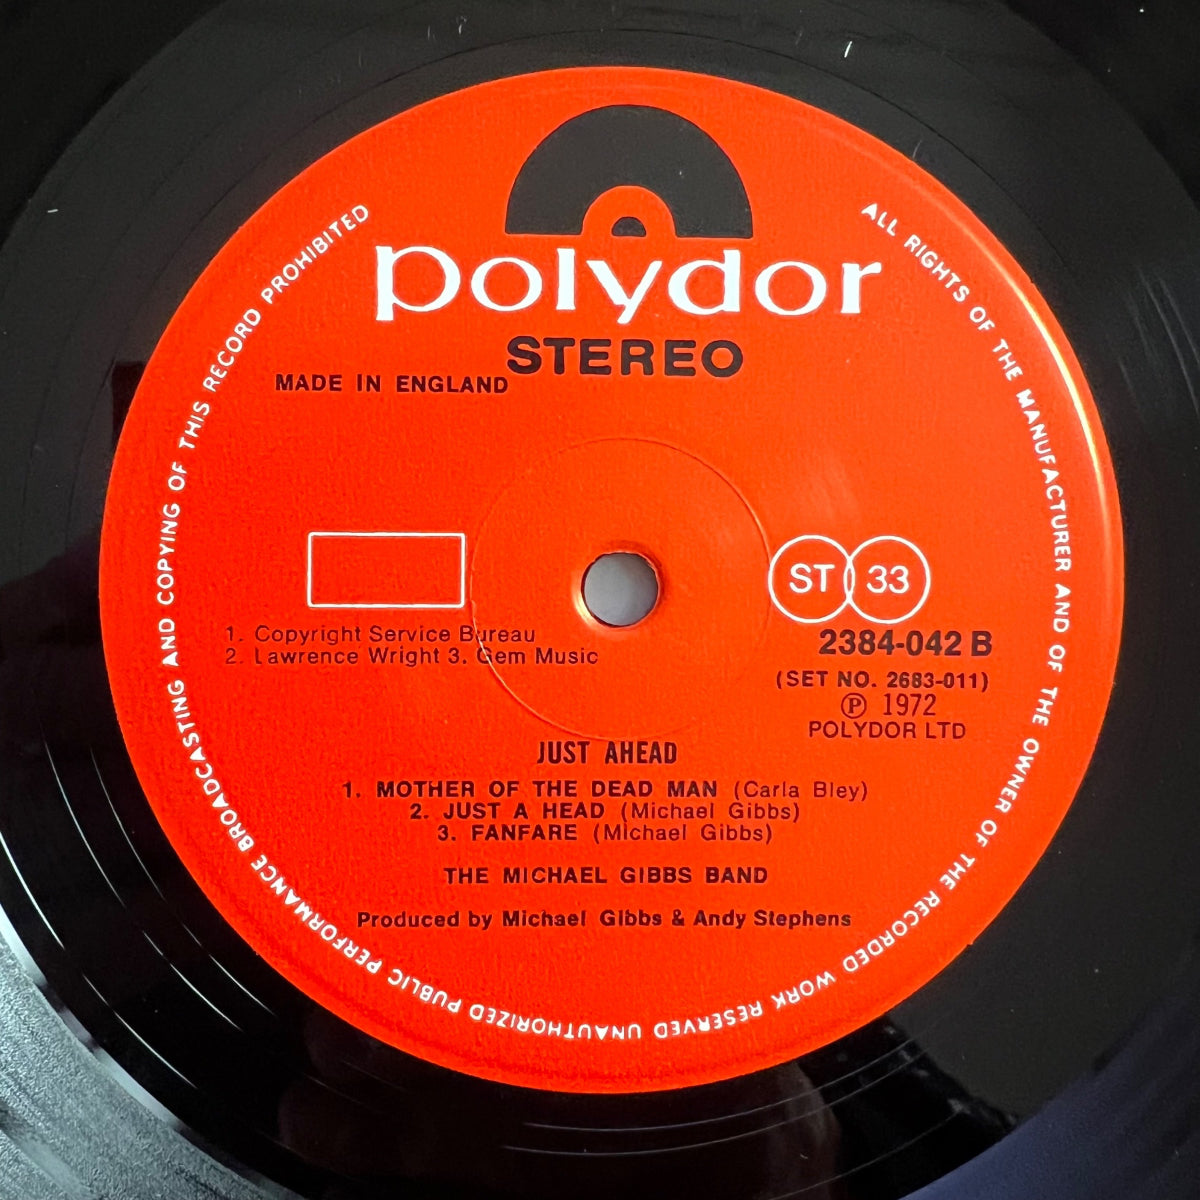 polydor
STEREO
MADE IN ENGLAND
ST 33
1. Copyright Service Bureau
2. Lawrence Wright 3. Gem Music
2384-042 B
(SET NO. 2683-011)
Ⓟ 1972
POLYDOR LTD
JUST AHEAD
1. MOTHER OF THE DEAD MAN (Carla Bley)
2. JUST A HEAD (Michael Gibbs)
3. FANFARE (Michael Gibbs)
THE MICHAEL GIBBS BAND
Produced by Michael Gibbs & Andy Stephens
ALL RIGHTS OF THE MANUFACTURER AND OF THE OWNER OF THE RECORDED WORK RESERVED UNAUTHORIZED PUBLIC PERFORMANCE BROADCASTING AND COPYING OF THIS RECORD PROHIBITED